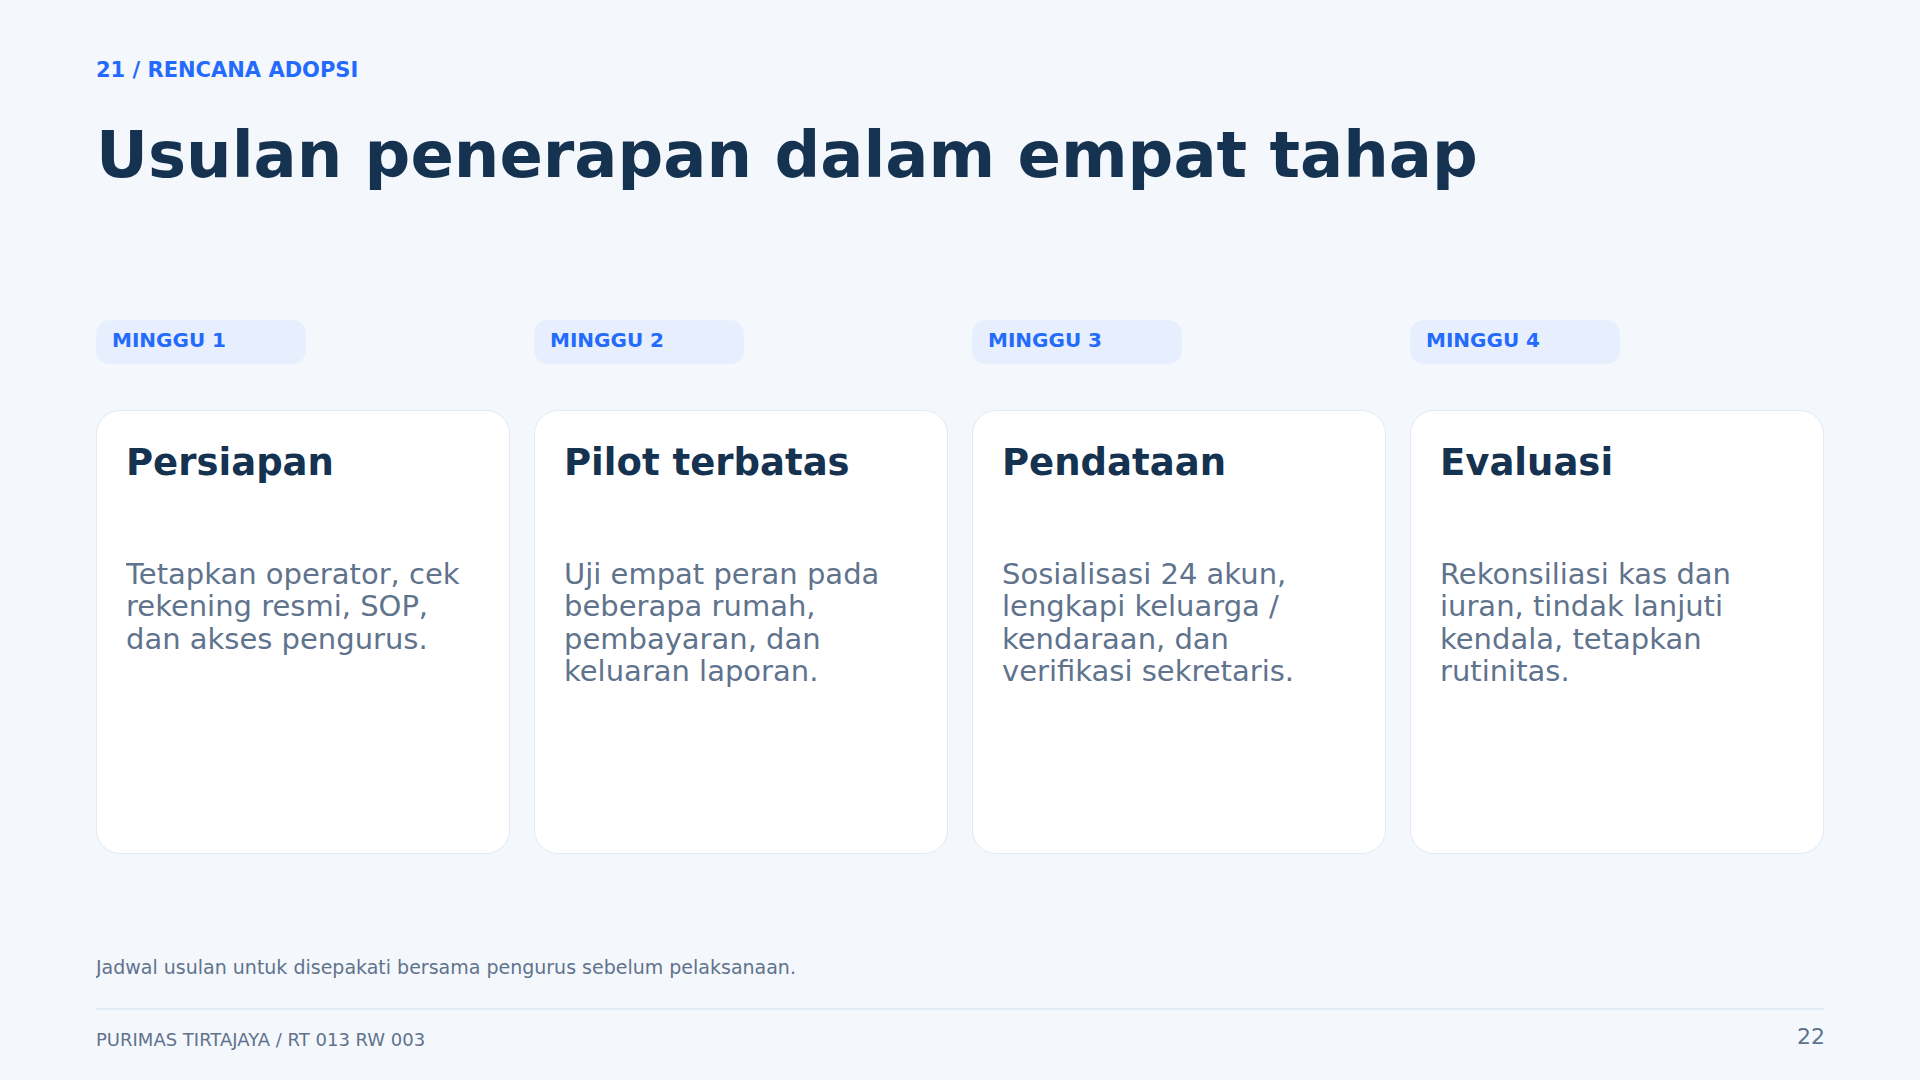 21 / RENCANA ADOPSI
Usulan penerapan dalam empat tahap
MINGGU 1
Persiapan
Tetapkan operator, cek
rekening resmi, SOP,
dan akses pengurus.
MINGGU 2
Pilot terbatas
Uji empat peran pada
beberapa rumah,
pembayaran, dan
keluaran laporan.
MINGGU 3
Pendataan
Sosialisasi 24 akun,
lengkapi keluarga /
kendaraan, dan
verifikasi sekretaris.
MINGGU 4
Evaluasi
Rekonsiliasi kas dan
iuran, tindak lanjuti
kendala, tetapkan
rutinitas.
Jadwal usulan untuk disepakati bersama pengurus sebelum pelaksanaan.
PURIMAS TIRTAJAYA / RT 013 RW 003
22